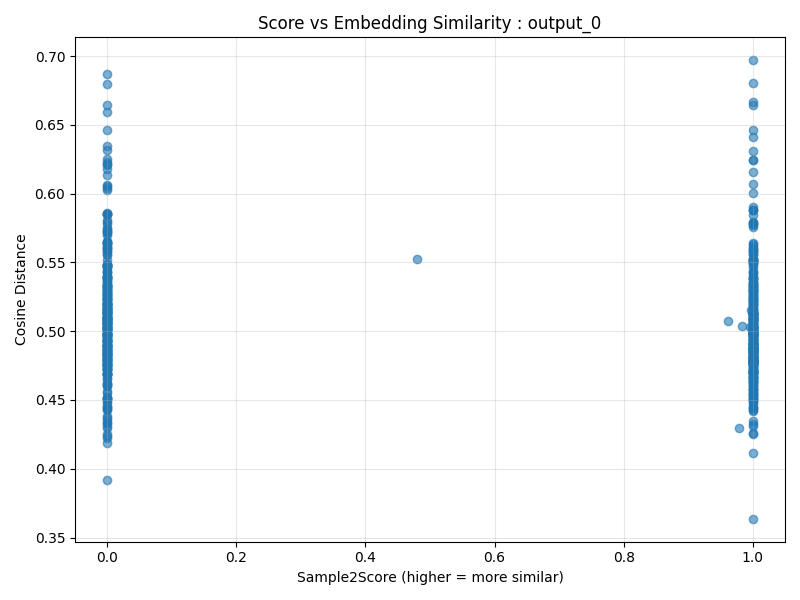 Score vs Embedding Similarity : output_0
Cosine Distance
0.70
0.65
0.60
0.55
0.50
0.45
0.40
0.35
0.0 0.2 0.4 0.6 0.8 1.0
Sample2Score (higher = more similar)